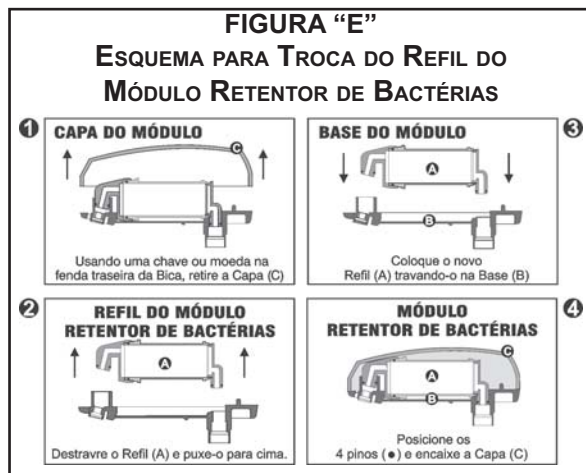 FIGURA “E”
ESQUEMA PARA TROCA DO REFIL DO
MÓDULO RETENTOR DE BACTÉRIAS
1
CAPA DO MÓDULO
C
Usando uma chave ou moeda na
fenda traseira da Bica, retire a Capa (C)
2
REFIL DO MÓDULO
RETENTOR DE BACTÉRIAS
A
Destravre o Refil (A) e puxe-o para cima.
3
BASE DO MÓDULO
A
B
Coloque o novo
Refil (A) travando-o na Base (B)
4
MÓDULO
RETENTOR DE BACTÉRIAS
C
A
B
Posicione os
4 pinos (●) e encaixe a Capa (C)